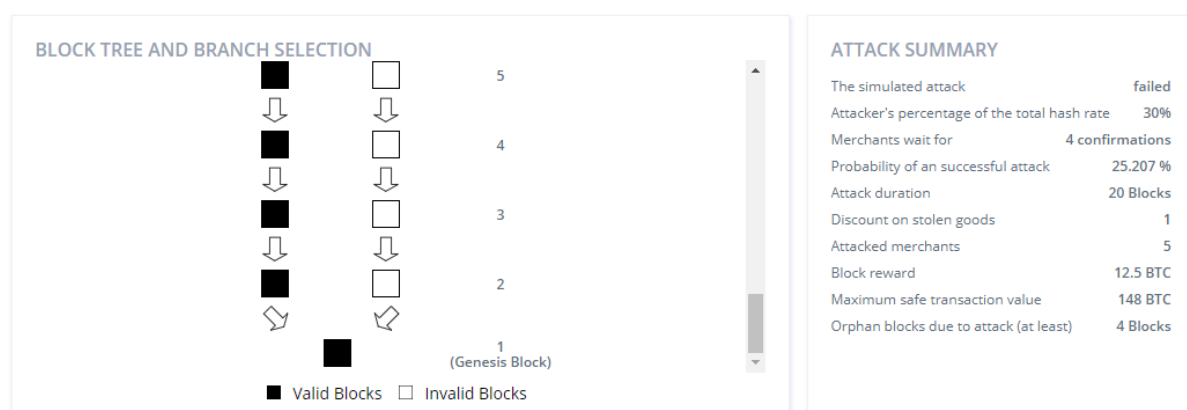 BLOCK TREE AND BRANCH SELECTION
5
4
3
2
1
(Genesis Block)
Valid Blocks Invalid Blocks
ATTACK SUMMARY
The simulated attack failed
Attacker's percentage of the total hash rate 30%
Merchants wait for 4 confirmations
Probability of an successful attack 25.207 %
Attack duration 20 Blocks
Discount on stolen goods 1
Attacked merchants 5
Block reward 12.5 BTC
Maximum safe transaction value 148 BTC
Orphan blocks due to attack (at least) 4 Blocks